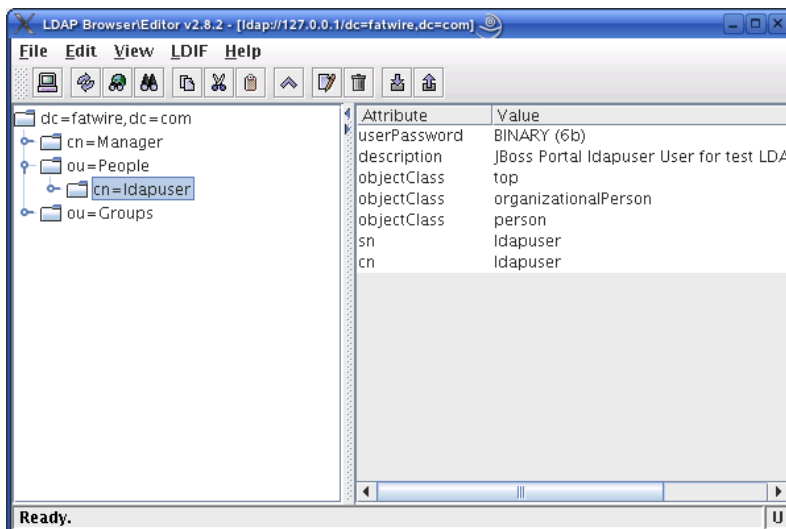 LDAP Browser\Editor v2.8.2 - [ldap://127.0.0.1/dc=fatwire,dc=com]
File Edit View LDIF Help
dc=fatwire,dc=com
cn=Manager
ou=People
cn=ldapuser
ou=Groups
Attribute Value
userPassword BINARY (6b)
description JBoss Portal ldapuser User for test LDA
objectClass top
objectClass organizationalPerson
objectClass person
sn ldapuser
cn ldapuser
Ready. U